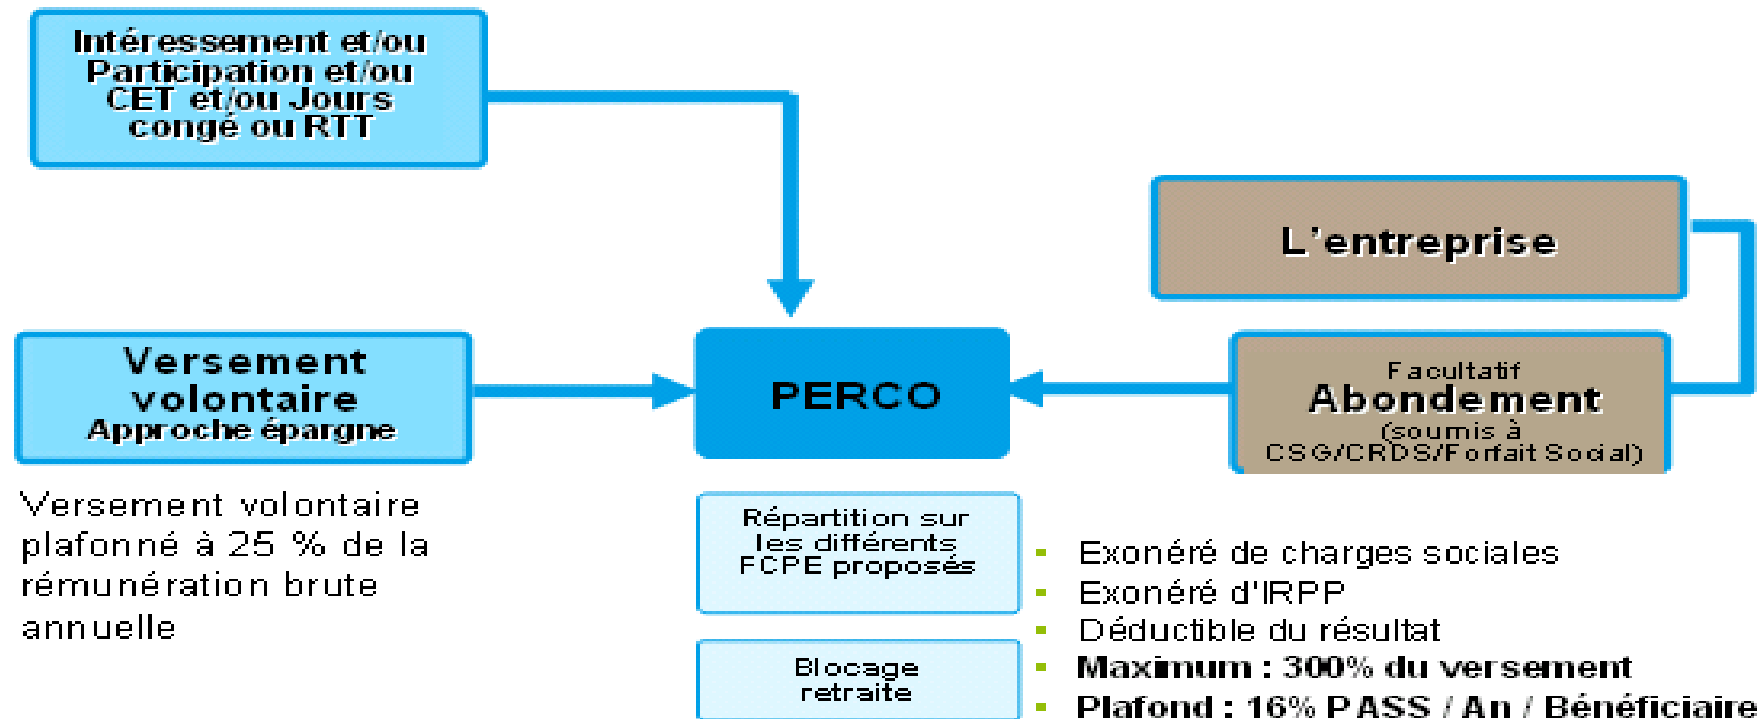 Intéressement et/ou
Participation et/ou
CET et/ou Jours
congé ou RTT
L'entreprise
Versement
volontaire
Approche épargne
PERCO
Facultatif
Abondement
(soumis à
CSG/CRDS/Forfait Social)
Versement volontaire
plafonné à 25 % de la
rémunération brute
annuelle
Répartition sur
les différents
FCPE proposés
Blocage
retraite
▪ Exonéré de charges sociales
▪ Exonéré d'IRPP
▪ Déductible du résultat
▪ Maximum : 300% du versement
▪ Plafond : 16% PASS / An / Bénéficiaire